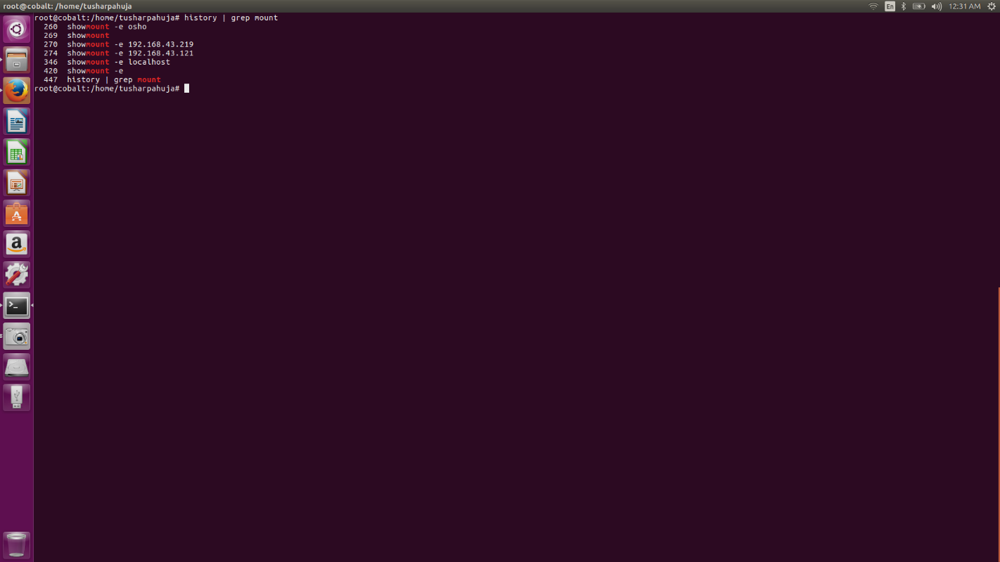 root@cobalt: /home/tusharpahuja
En
12:31 AM
root@cobalt:/home/tusharpahuja# history | grep mount
260  showmount -e osho
269  showmount
270  showmount -e 192.168.43.219
274  showmount -e 192.168.43.121
346  showmount -e localhost
420  showmount -e
447  history | grep mount
root@cobalt:/home/tusharpahuja#